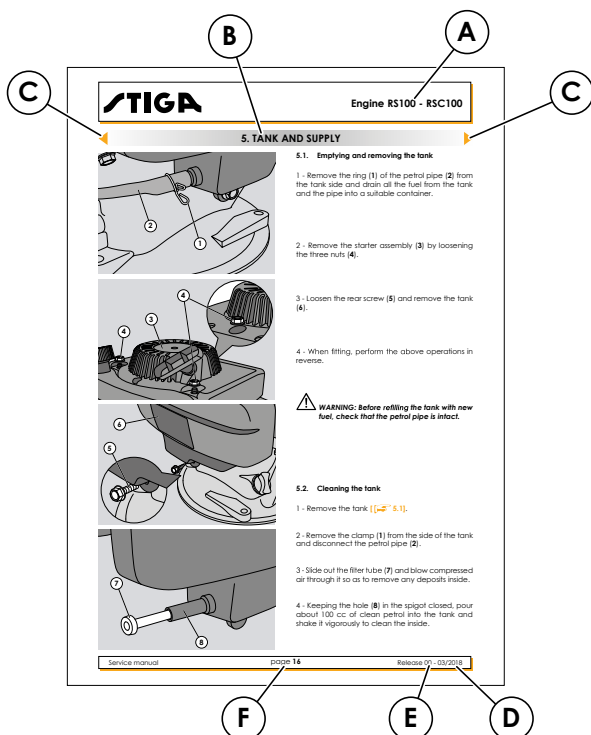 B
A
C
C
STIGA
Engine RS100 - RSC100
5. TANK AND SUPPLY
2
1
5.1. Emptying and removing the tank
1 - Remove the ring (1) of the petrol pipe (2) from
the tank side and drain all the fuel from the tank
and the pipe into a suitable container.
2 - Remove the starter assembly (3) by loosening
the three nuts (4).
4
3
4
3 - Loosen the rear screw (5) and remove the tank
(6).
4 - When fitting, perform the above operations in
reverse.
WARNING: Before refilling the tank with new
fuel, check that the petrol pipe is intact.
6
5
5.2. Cleaning the tank
1 - Remove the tank [ 5.1].
2 - Remove the clamp (1) from the side of the tank
and disconnect the petrol pipe (2).
3 - Slide out the filter tube (7) and blow compressed
air through it so as to remove any deposits inside.
4 - Keeping the hole (8) in the spigot closed, pour
about 100 cc of clean petrol into the tank and
shake it vigorously to clean the inside.
7
8
Service manual
page 16
Release 00 - 03/2018
F
E
D